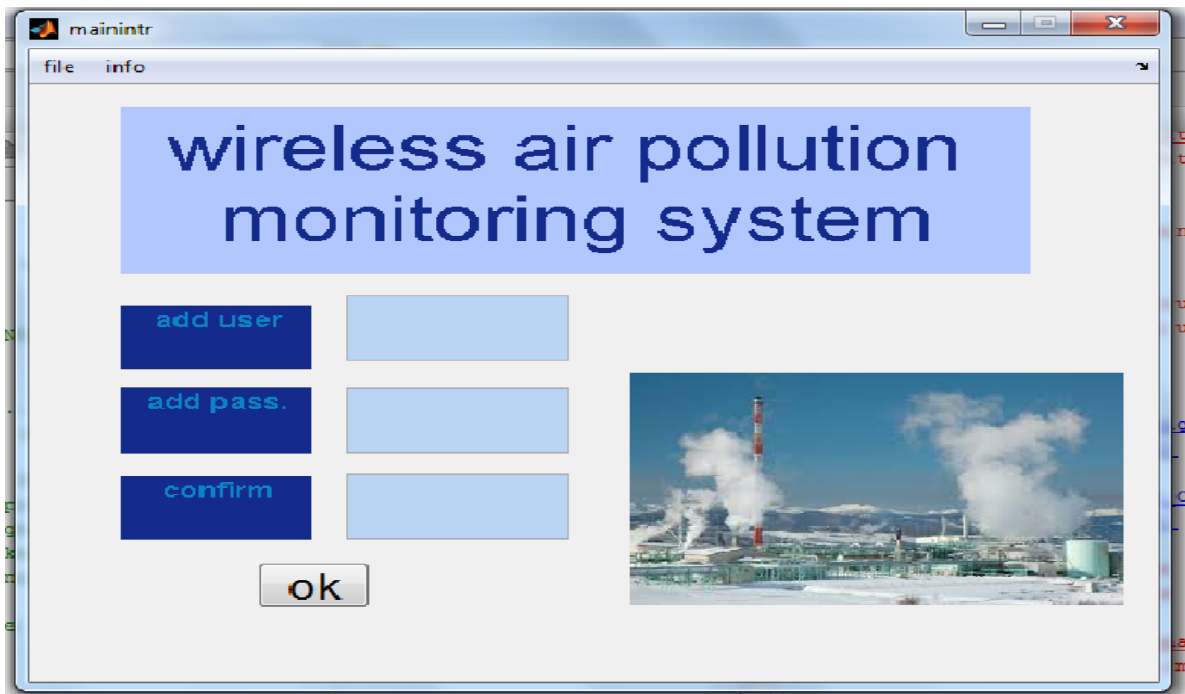 mainintr
file info
wireless air pollution
monitoring system
add user
add pass.
confirm
ok